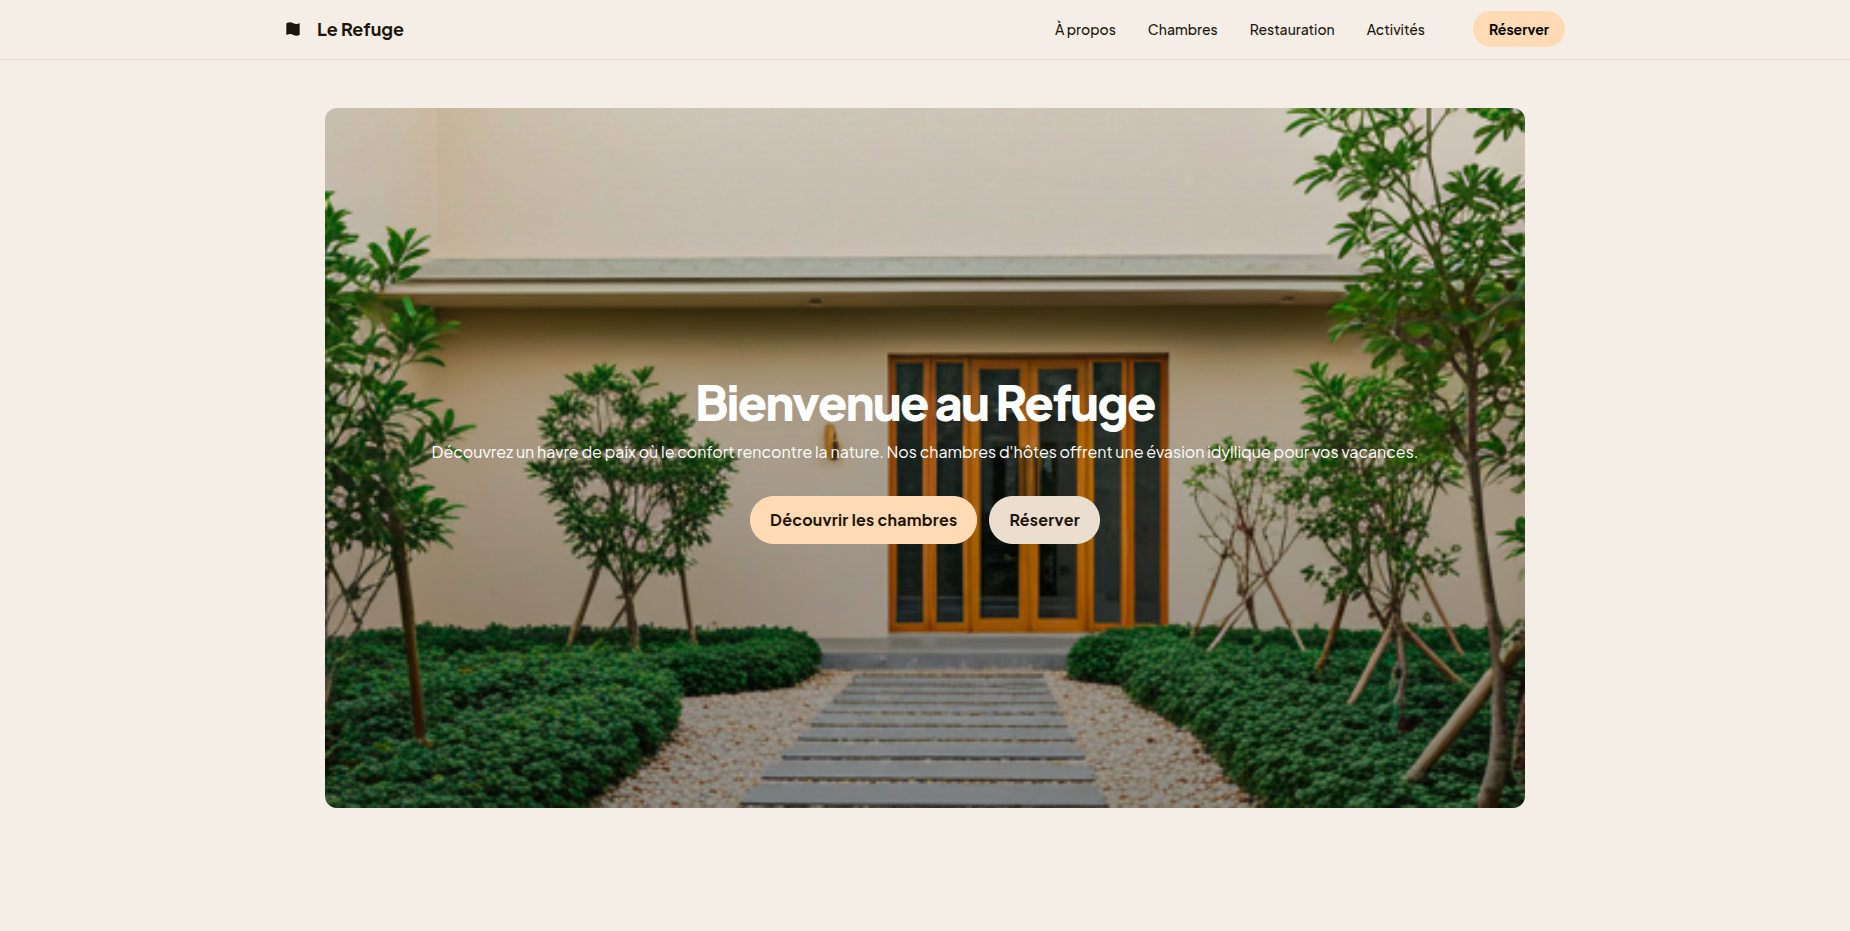 Le Refuge
À propos
Chambres
Restauration
Activités
Réserver
Bienvenue au Refuge
Découvrez un havre de paix où le confort rencontre la nature. Nos chambres d'hôtes offrent une évasion idyllique pour vos vacances.
Découvrir les chambres
Réserver